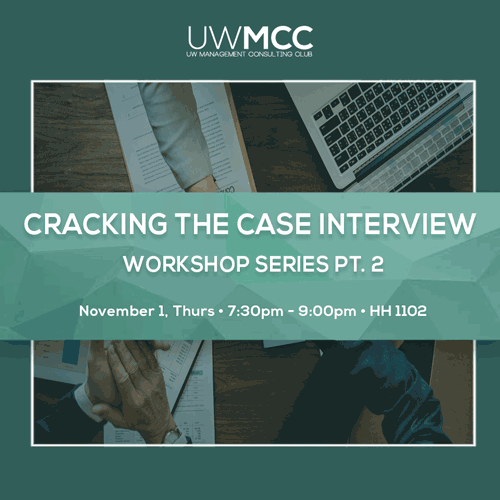 UWMCC
UW MANAGEMENT CONSULTING CLUB
CRACKING THE CASE INTERVIEW
WORKSHOP SERIES PT. 2
November 1, Thurs • 7:30pm - 9:00pm • HH 1102